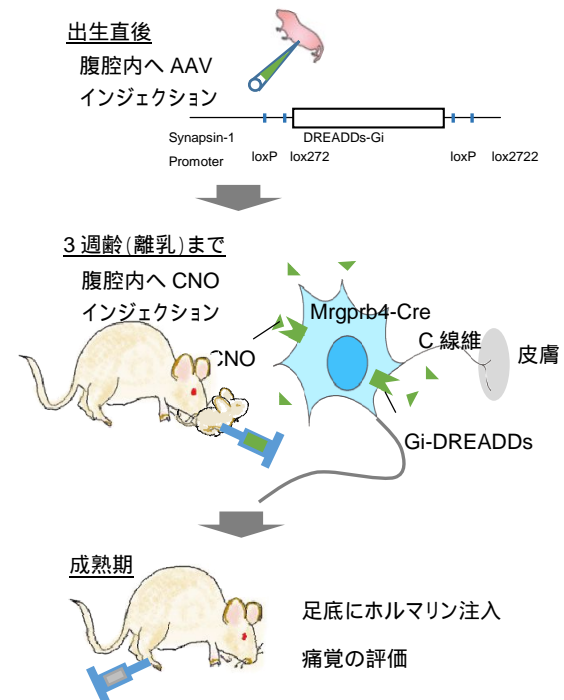 出生直後
腹腔内へ AAV
インジェクション
Synapsin-1
Promoter
DREADDs-Gi
loxP lox272 loxP lox2722
3 週齢(離乳)まで
腹腔内へ CNO
インジェクション
Mrgprb4-Cre
C 線維
皮膚
CNO
Gi-DREADDs
成熟期
足底にホルマリン注入
痛覚の評価